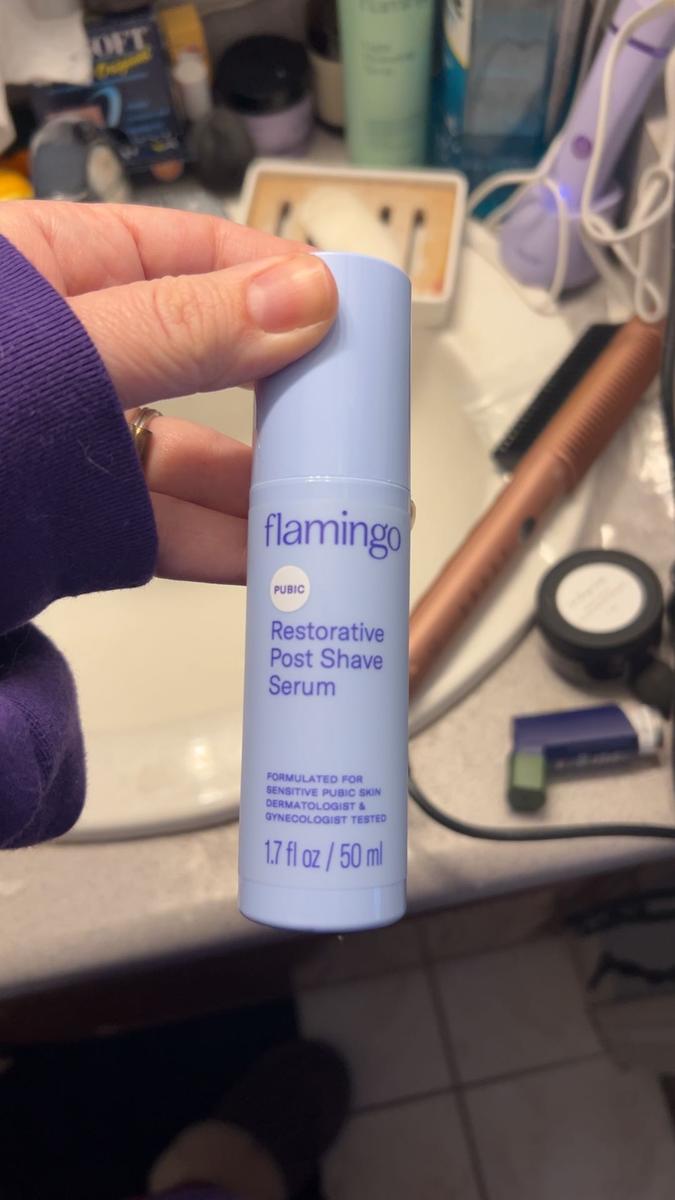 flamingo
PUBIC
Restorative
Post Shave
Serum
FORMULATED FOR
SENSITIVE PUBIC SKIN
DERMATOLOGIST &
GYNECOLOGIST TESTED
1.7 fl oz / 50 ml